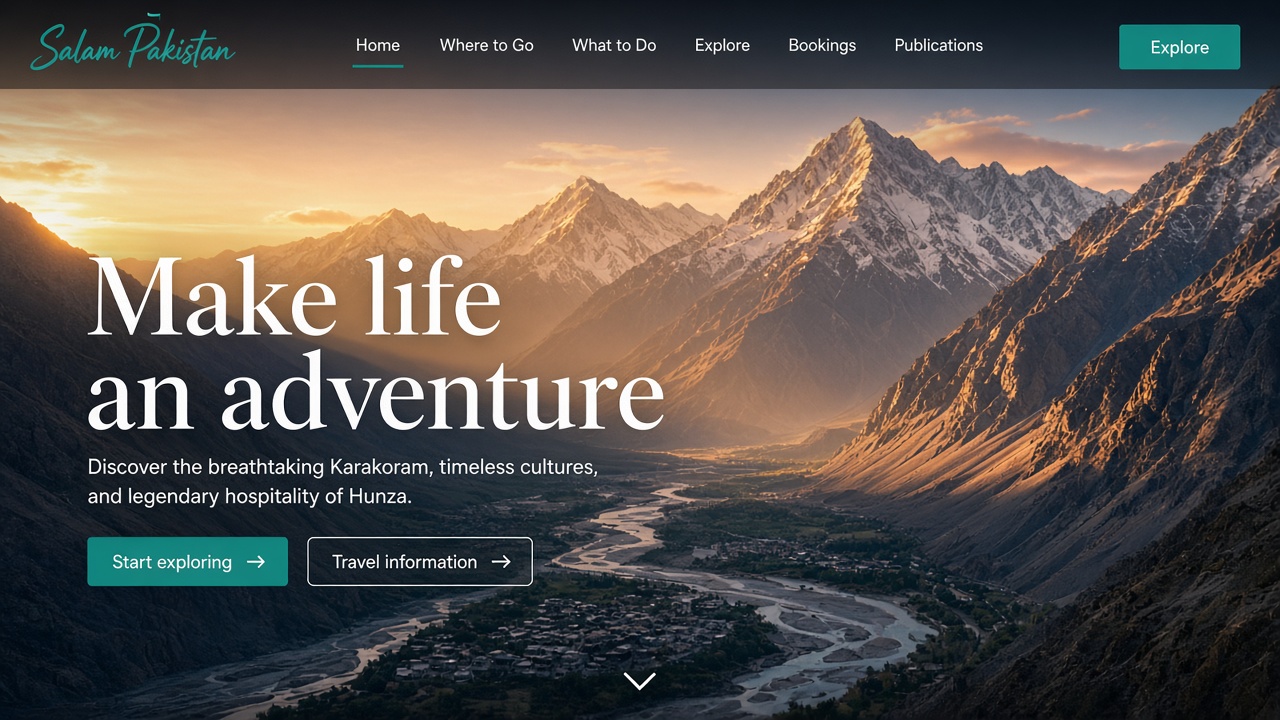 Salam Pakistan
Home
Where to Go
What to Do
Explore
Bookings
Publications
Explore
Make life
an adventure
Discover the breathtaking Karakoram, timeless cultures,
and legendary hospitality of Hunza.
Start exploring →
Travel information →